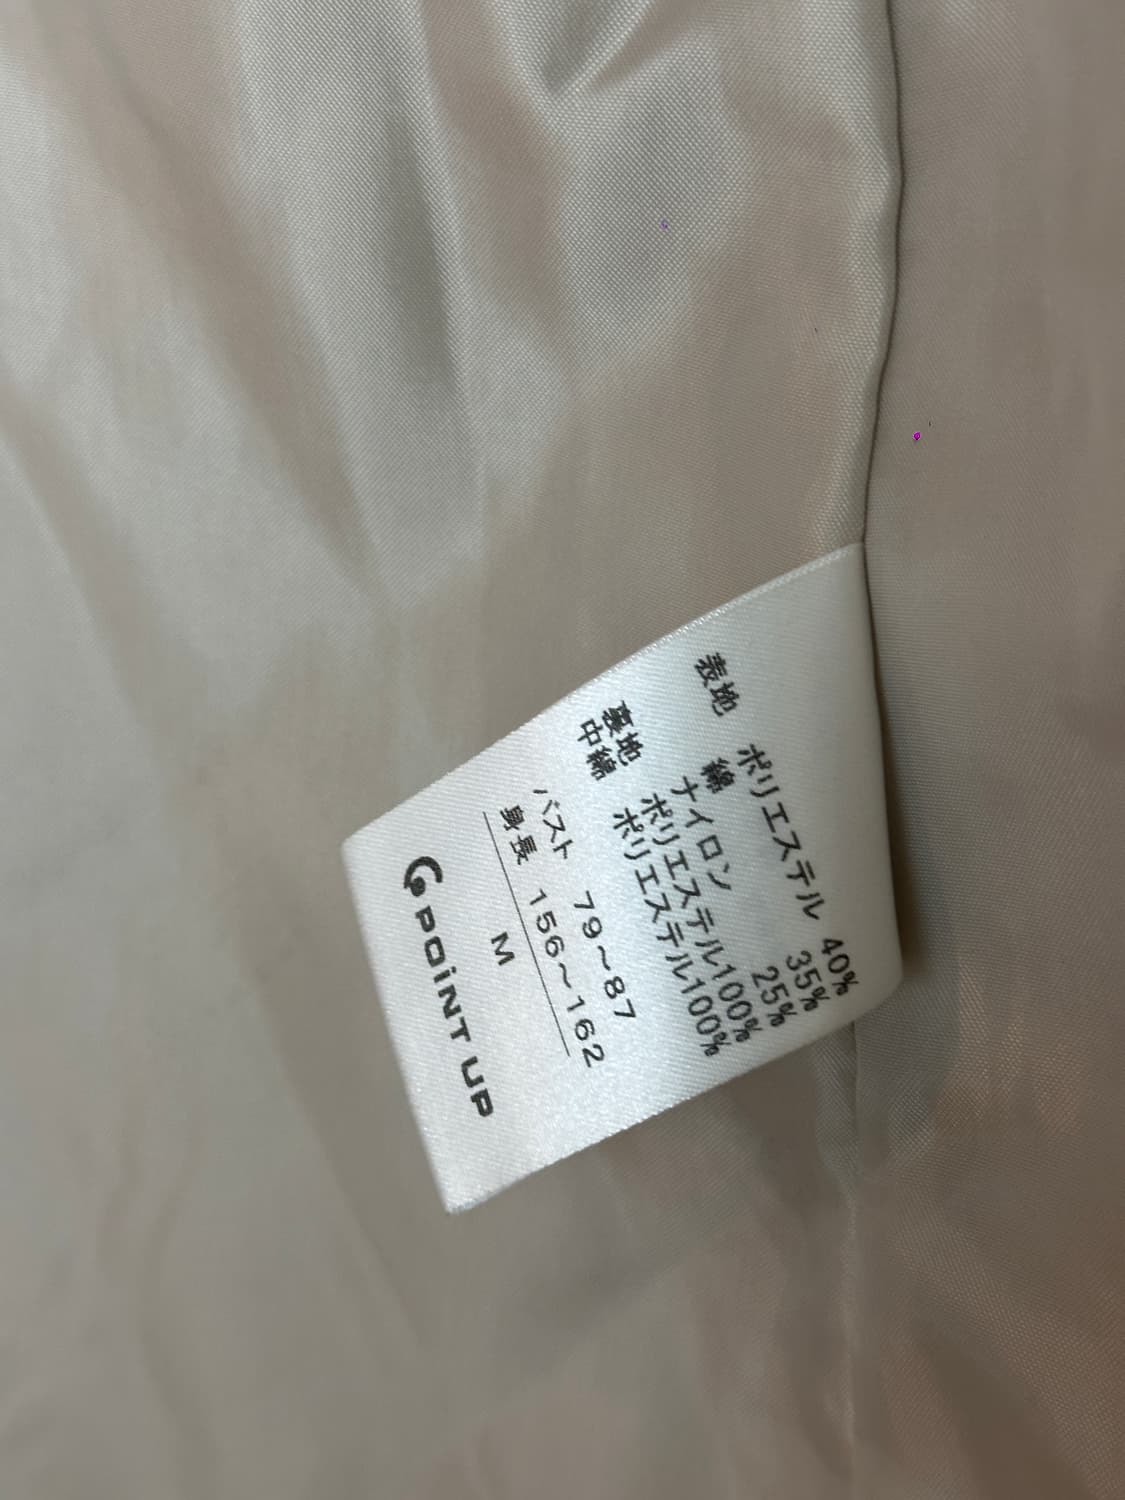 表地 ポリエステル 40%
綿 35%
ナイロン 25%
裏地 ポリエステル100%
中綿 ポリエステル100%
バスト 79～87
身長 156～162
M
POINT UP